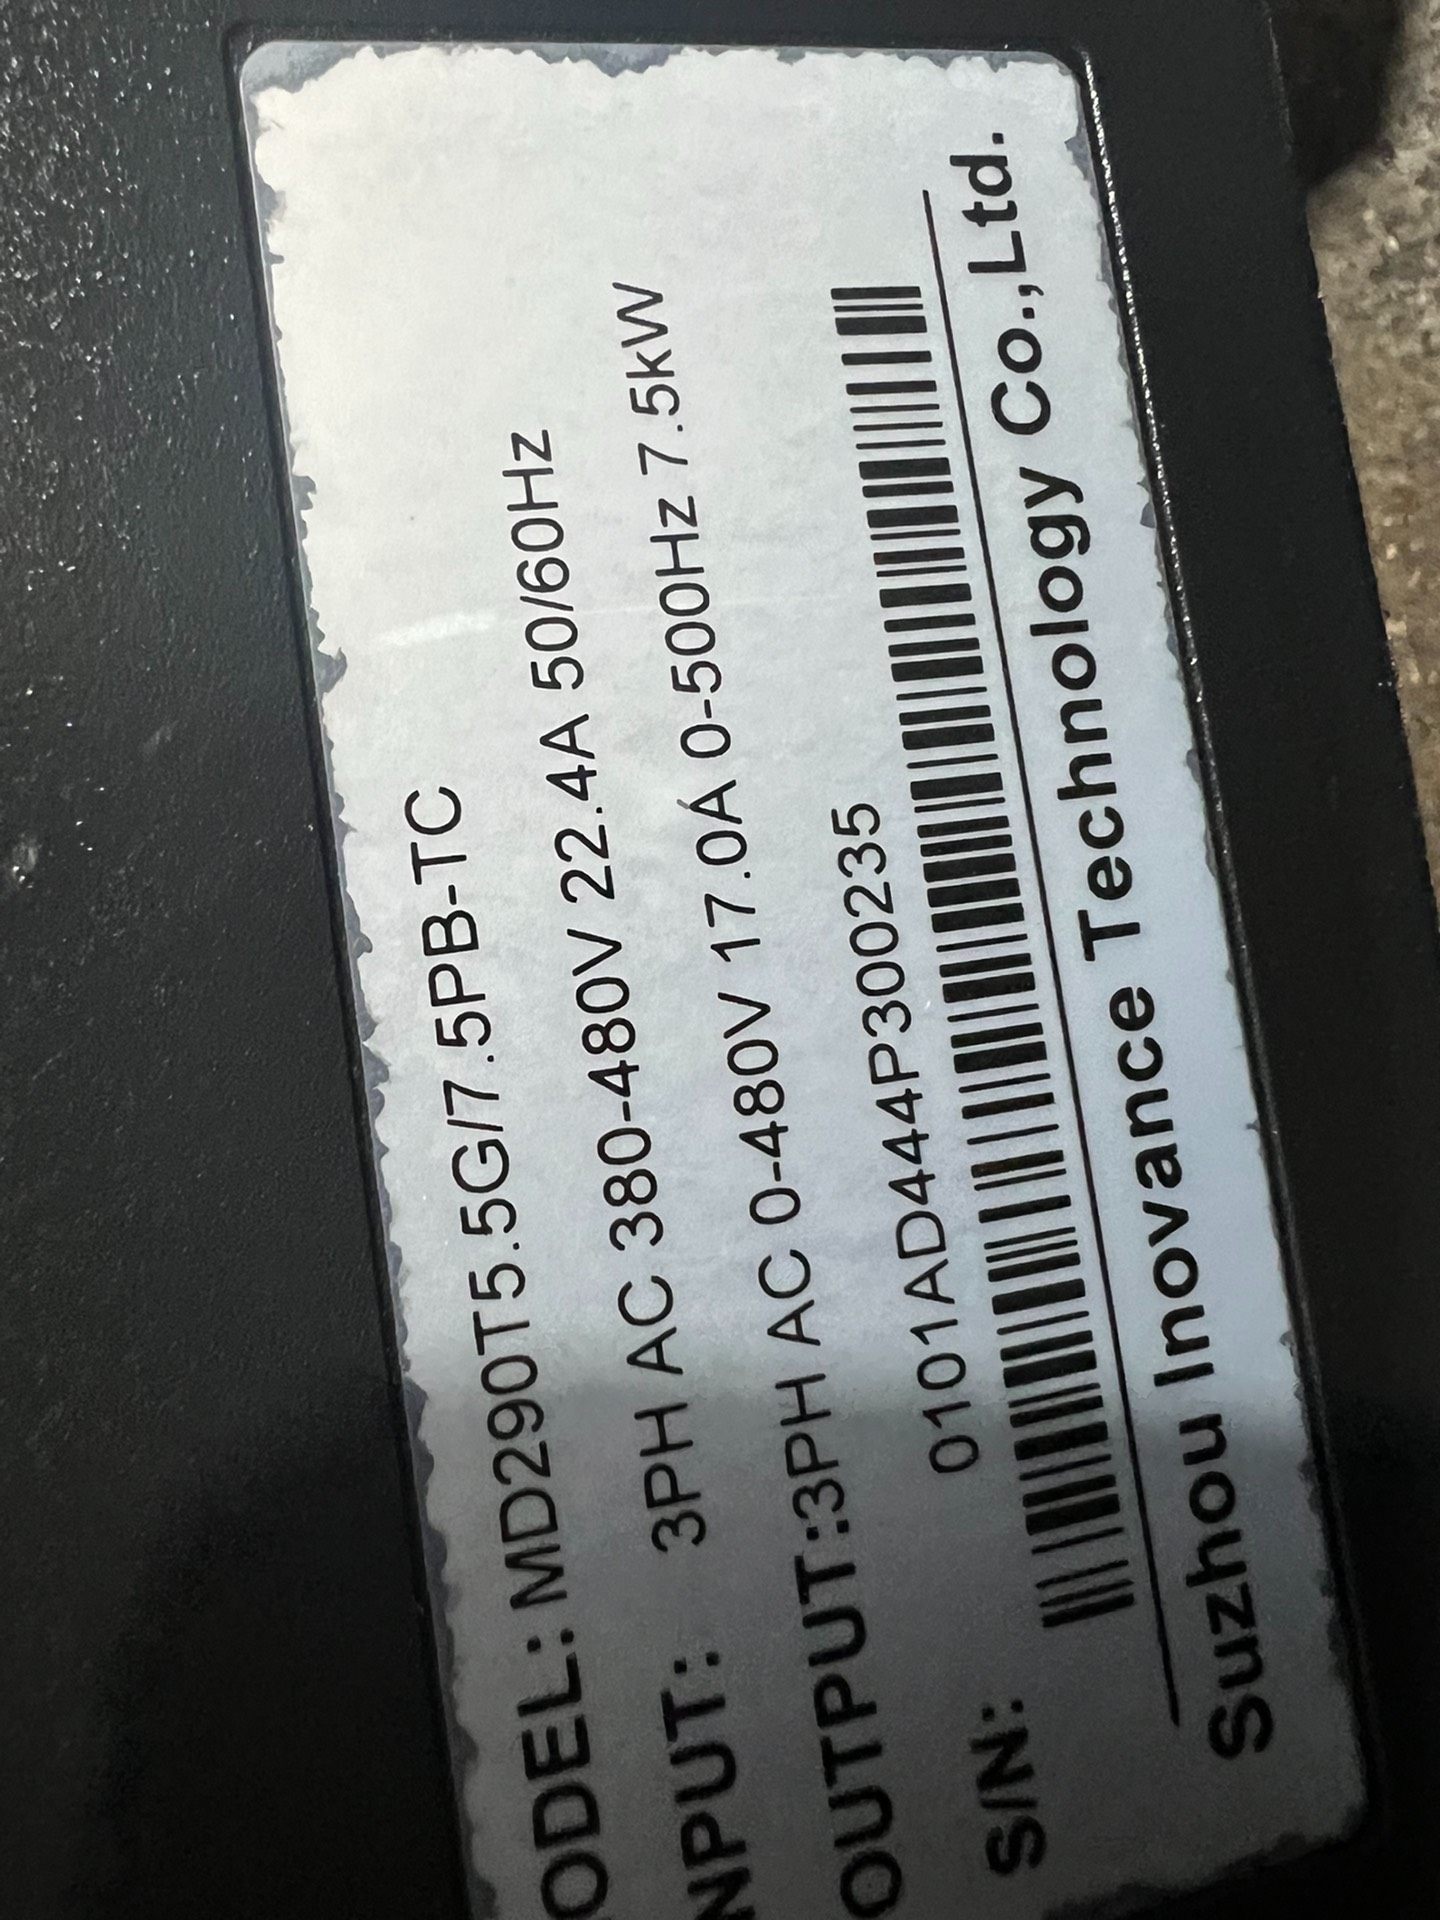 ODEL: MD290T5.5G/7.5PB-TC
NPUT: 3PH AC 380-480V 22.4A 50/60Hz
OUTPUT:3PH AC 0-480V 17.0A 0-500Hz 7.5kW
S/N: 0101AD444P300235
Suzhou Inovance Technology Co.,Ltd.